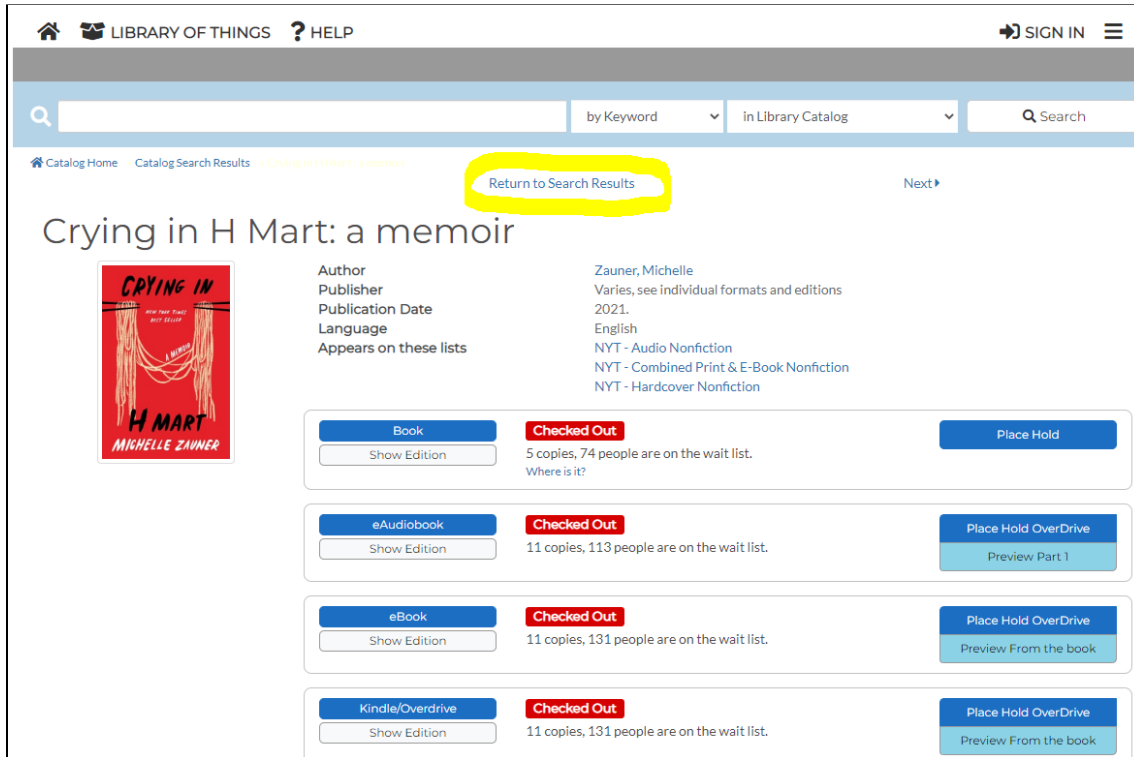 LIBRARY OF THINGS ? HELP SIGN IN
by Keyword in Library Catalog Search
Catalog Home Catalog Search Results
Return to Search Results Next
Crying in H Mart: a memoir
CRYING IN
NEW YORK TIMES
BEST SELLER
A MEMOIR
H MART
MICHELLE ZAUNER
Author Zauner, Michelle
Publisher Varies, see individual formats and editions
Publication Date 2021.
Language English
Appears on these lists NYT - Audio Nonfiction
NYT - Combined Print & E-Book Nonfiction
NYT - Hardcover Nonfiction
Book Checked Out Place Hold
Show Edition 5 copies, 74 people are on the wait list.
Where is it?
eAudiobook Checked Out Place Hold OverDrive
Show Edition 11 copies, 113 people are on the wait list. Preview Part 1
eBook Checked Out Place Hold OverDrive
Show Edition 11 copies, 131 people are on the wait list. Preview From the book
Kindle/Overdrive Checked Out Place Hold OverDrive
Show Edition 11 copies, 131 people are on the wait list. Preview From the book